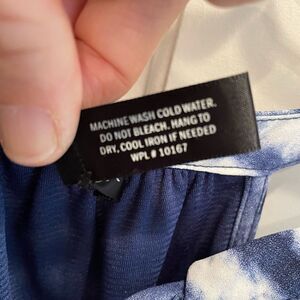 MACHINE WASH COLD WATER.
DO NOT BLEACH. HANG TO
DRY, COOL IRON IF NEEDED
WPL # 10167